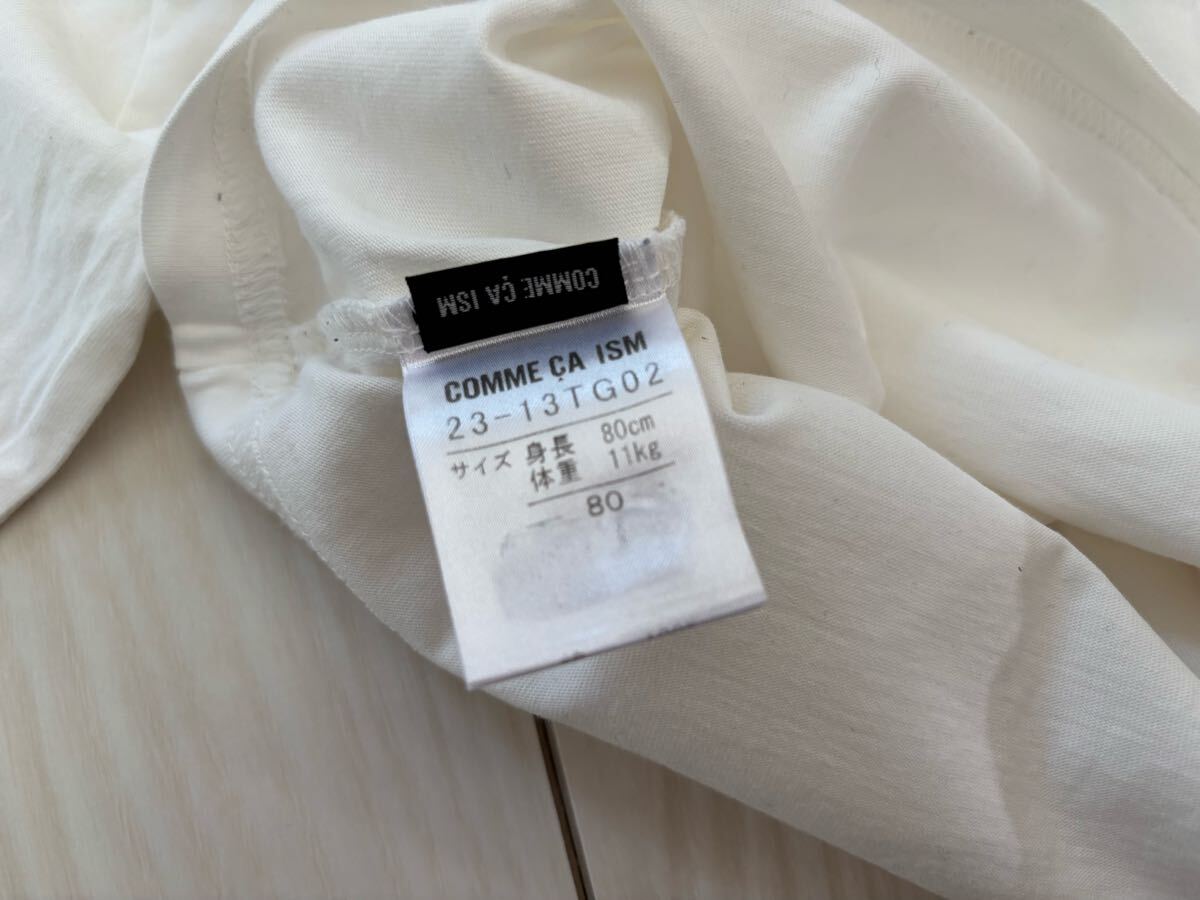 COMME ÇA ISM
COMME ÇA ISM
23-13TG02
サイズ 身長 80cm
体重 11kg
80